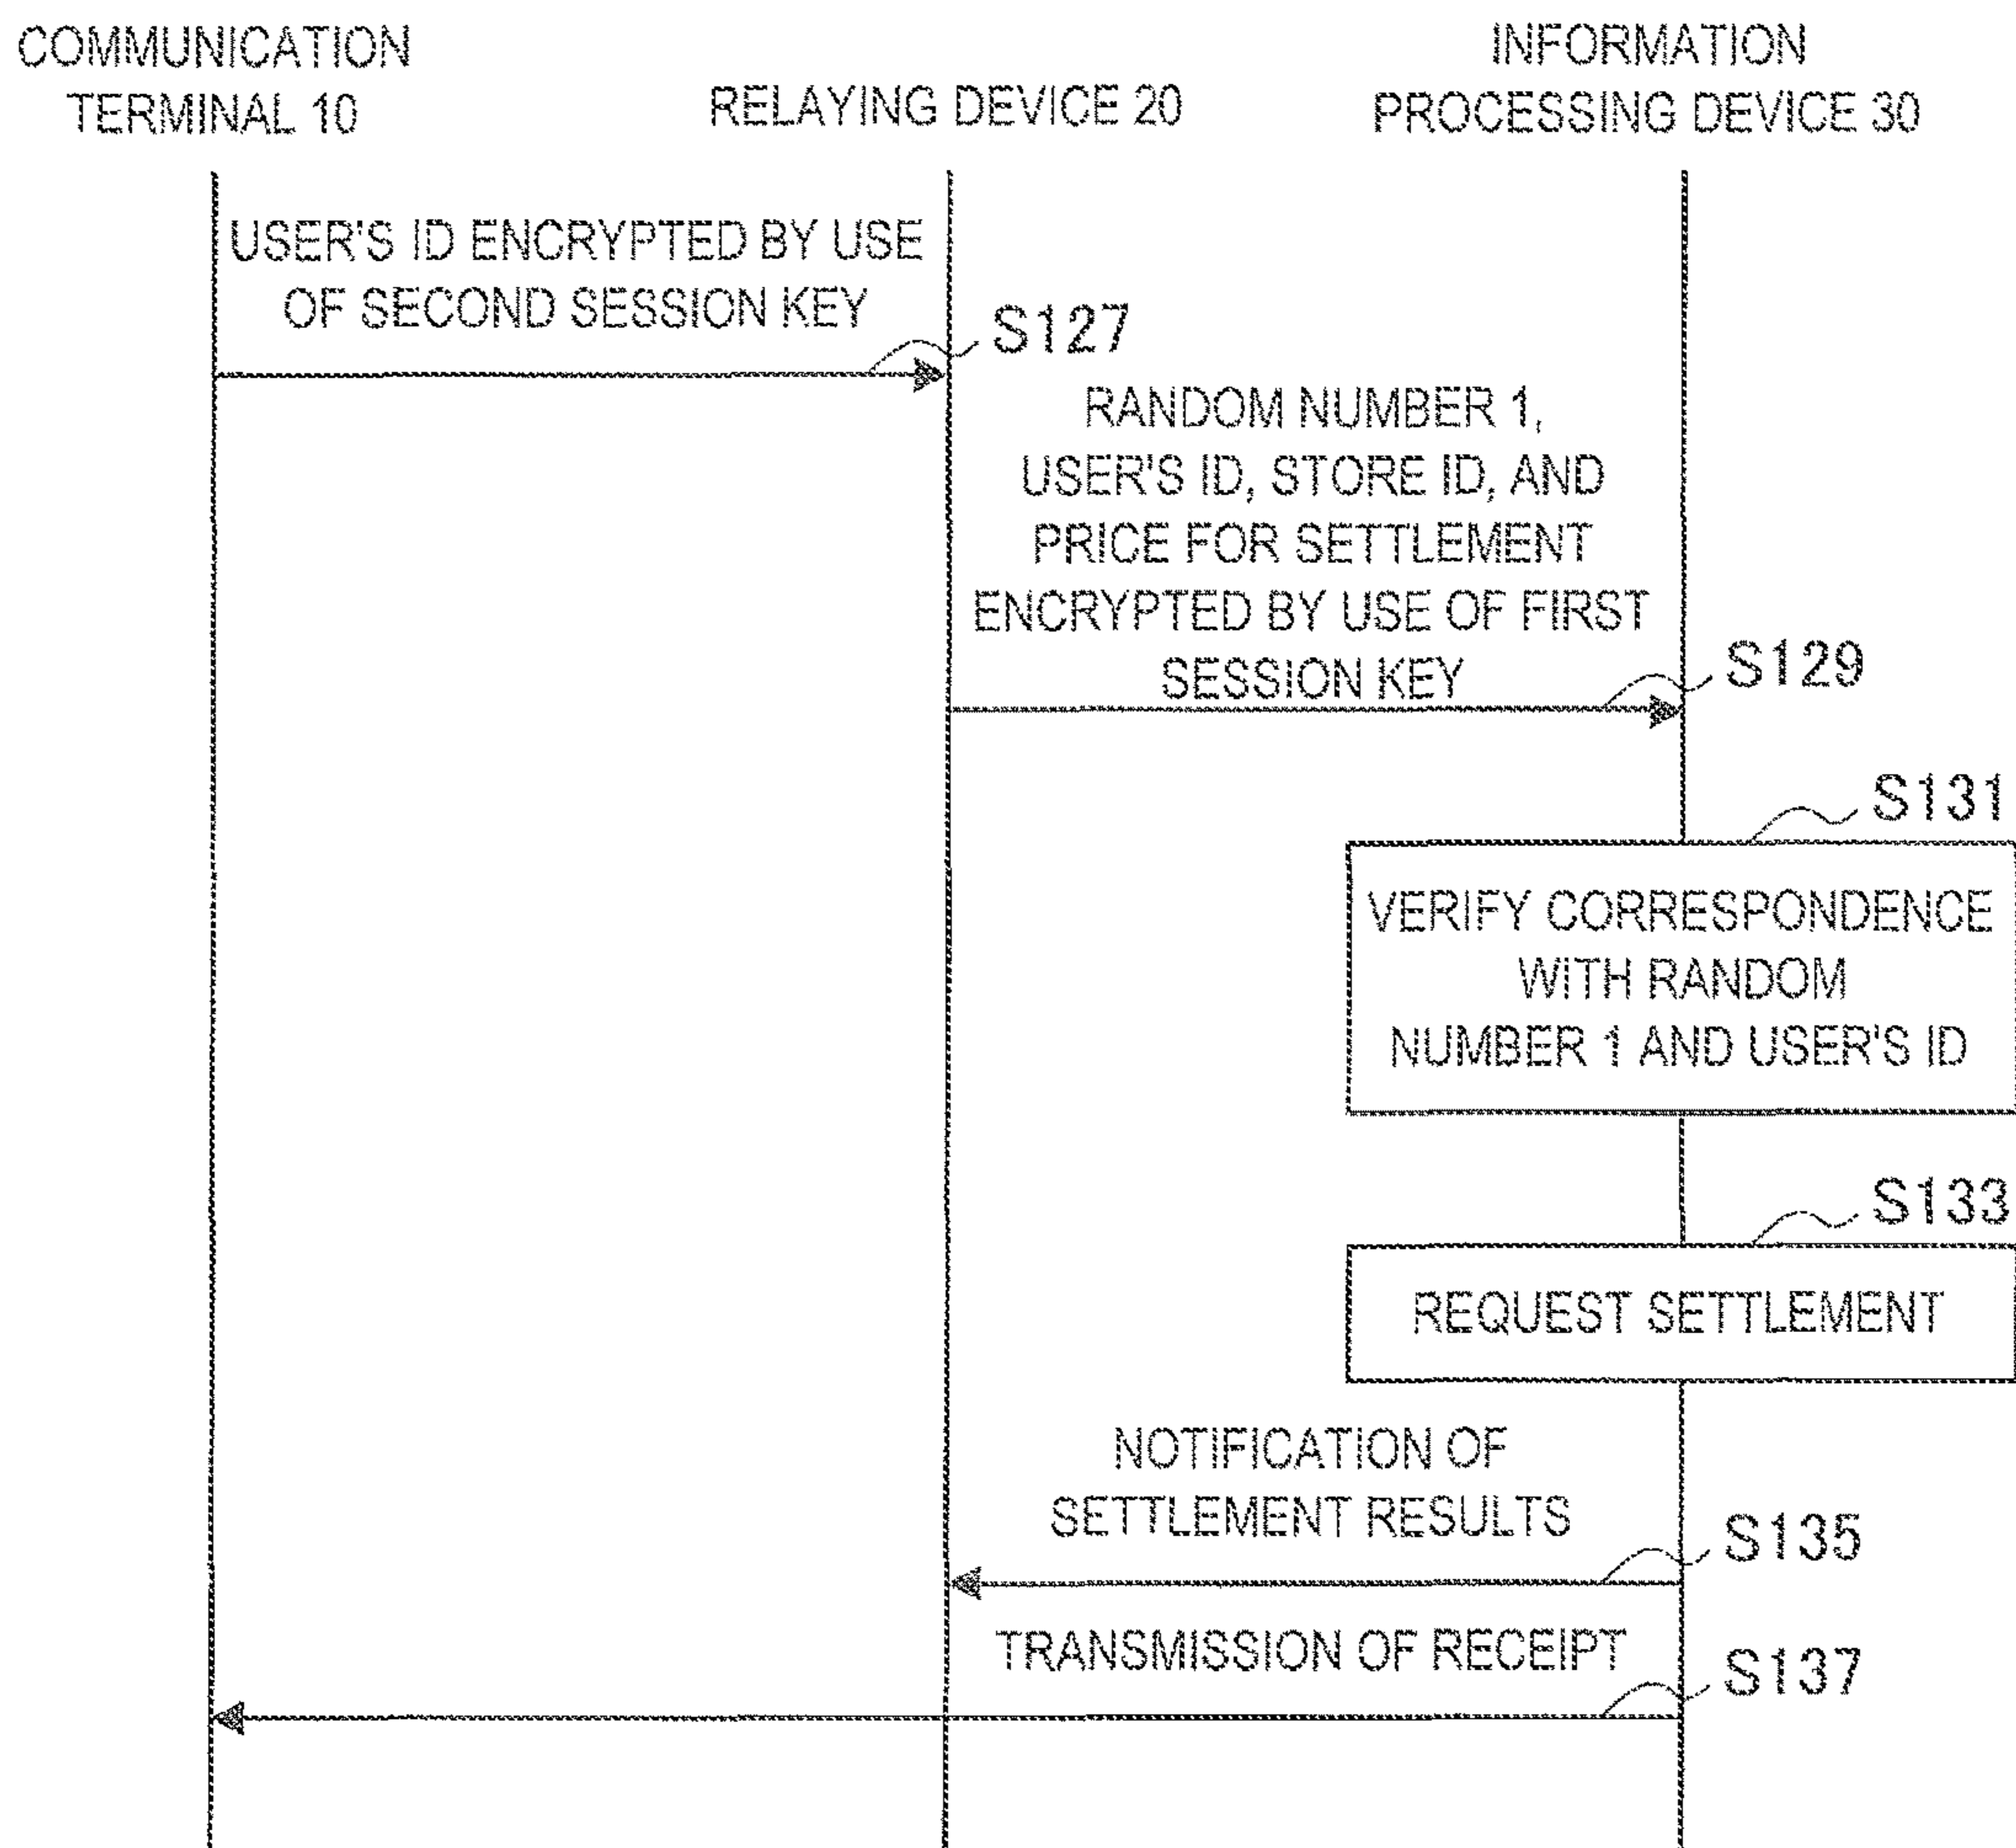 COMMUNICATION
TERMINAL 10
RELAYING DEVICE 20
INFORMATION
PROCESSING DEVICE 30
USER'S ID ENCRYPTED BY USE
OF SECOND SESSION KEY
S127
RANDOM NUMBER 1,
USER'S ID, STORE ID, AND
PRICE FOR SETTLEMENT
ENCRYPTED BY USE OF FIRST
SESSION KEY
S129
S131
VERIFY CORRESPONDENCE
WITH RANDOM
NUMBER 1 AND USER'S ID
S133
REQUEST SETTLEMENT
NOTIFICATION OF
SETTLEMENT RESULTS
S135
TRANSMISSION OF RECEIPT
S137